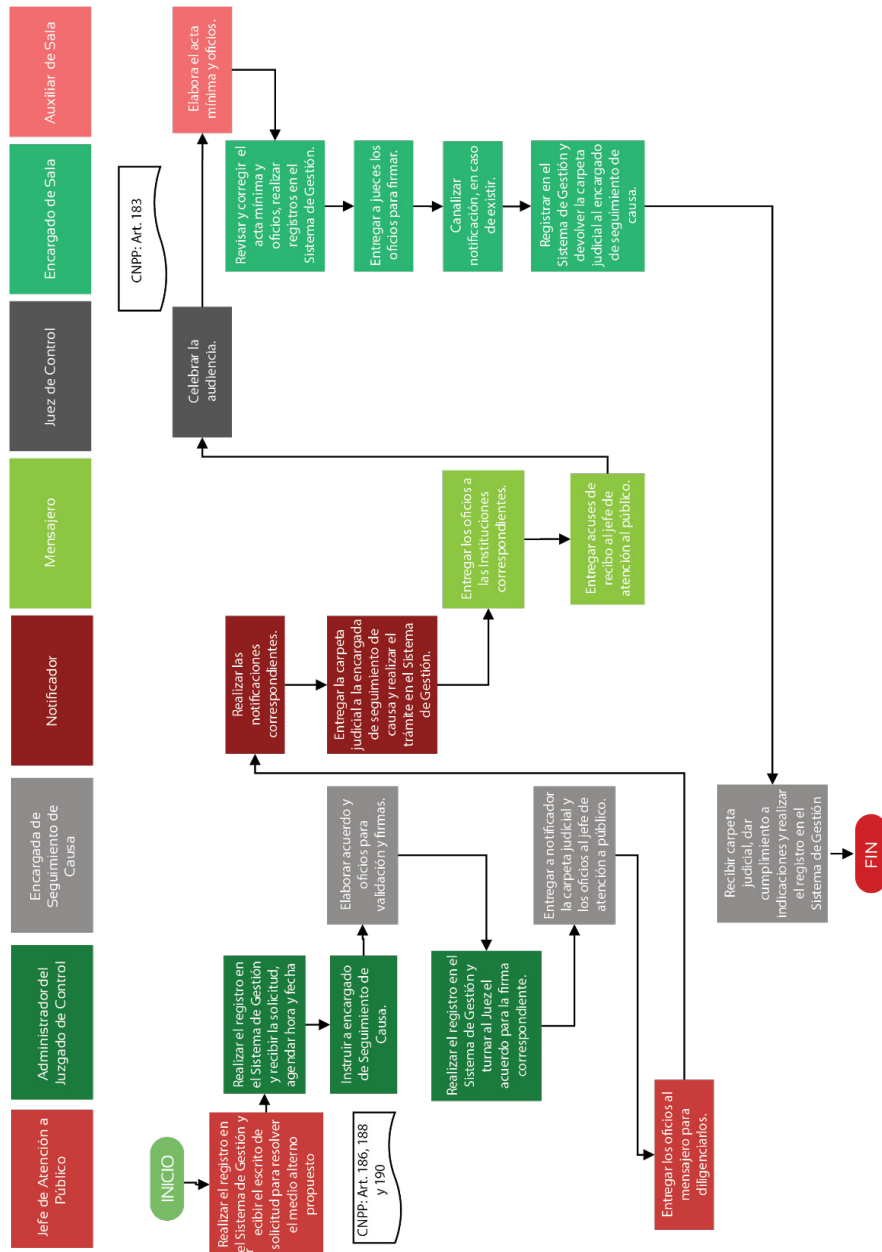 Jefe de Atención a
Público
Administrador del
Juzgado de Control
Encargada de
Seguimiento de
Causa
Notificador
Mensajero
Juez de Control
Encargado de Sala
Auxiliar de Sala
INICIO
Realizar el registro en
el Sistema de Gestión y
ecibir el escrito de
solicitud para resolver
el medio alterno
propuesto
CNPP: Art. 186, 188
y 190
Realizar el registro en
el Sistema de Gestión
y recibir la solicitud,
agendar hora y fecha
Instruir a encargado
de Seguimiento de
Causa.
Elaborar acuerdo y
oficios para
validación y firmas.
Realizar el registro en el
Sistema de Gestión y
turnar al Juez el
acuerdo para la firma
correspondiente.
Entregar a notificador
la carpeta judicial y
los oficios al jefe de
atención a público.
Entregar los oficios al
mensajero para
diligenciarlos.
Realizar las
notificaciones
correspondientes.
Entregar la carpeta
judicial a la encargada
de seguimiento de
causa y realizar el
trámite en el Sistema
de Gestión.
Entregar los oficios a
las Instituciones
correspondientes.
Entregar acuses de
recibo al jefe de
atención al público.
Celebrar la
audiencia.
CNPP: Art. 183
Elabora el acta
mínima y oficios.
Revisar y corregir el
acta mínima y
oficios, realizar
registros en el
Sistema de Gestión.
Entregar a jueces los
oficios para firmar.
Canalizar
notificación, en caso
de existir.
Registrar en el
Sistema de Gestión y
devolver la carpeta
judicial al encargado
de seguimiento de
causa.
Recibir carpeta
judicial, dar
cumplimiento a
indicaciones y realizar
el registro en el
Sistema de Gestión
FIN